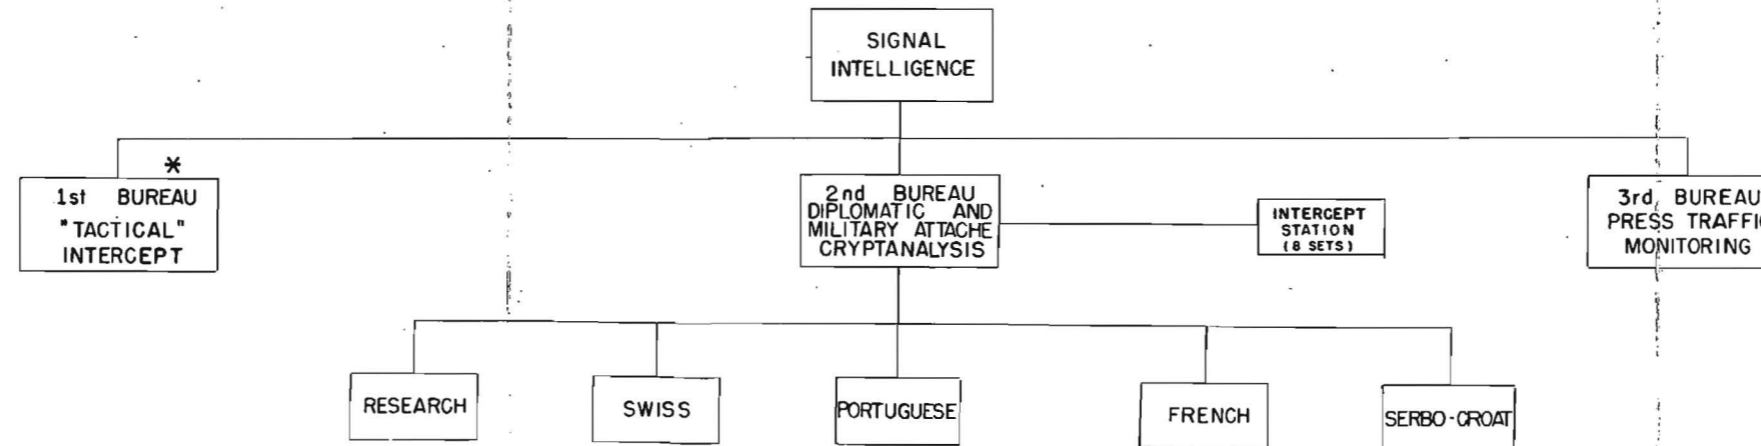 SIGNAL
INTELLIGENCE
*
1st BUREAU
"TACTICAL"
INTERCEPT
2nd BUREAU
DIPLOMATIC AND
MILITARY ATTACHE
CRYPTANALYSIS
INTERCEPT
STATION
(8 SETS)
3rd BUREAU
PRESS TRAFFIC
MONITORING
RESEARCH
SWISS
PORTUGUESE
FRENCH
SERBO-CROAT